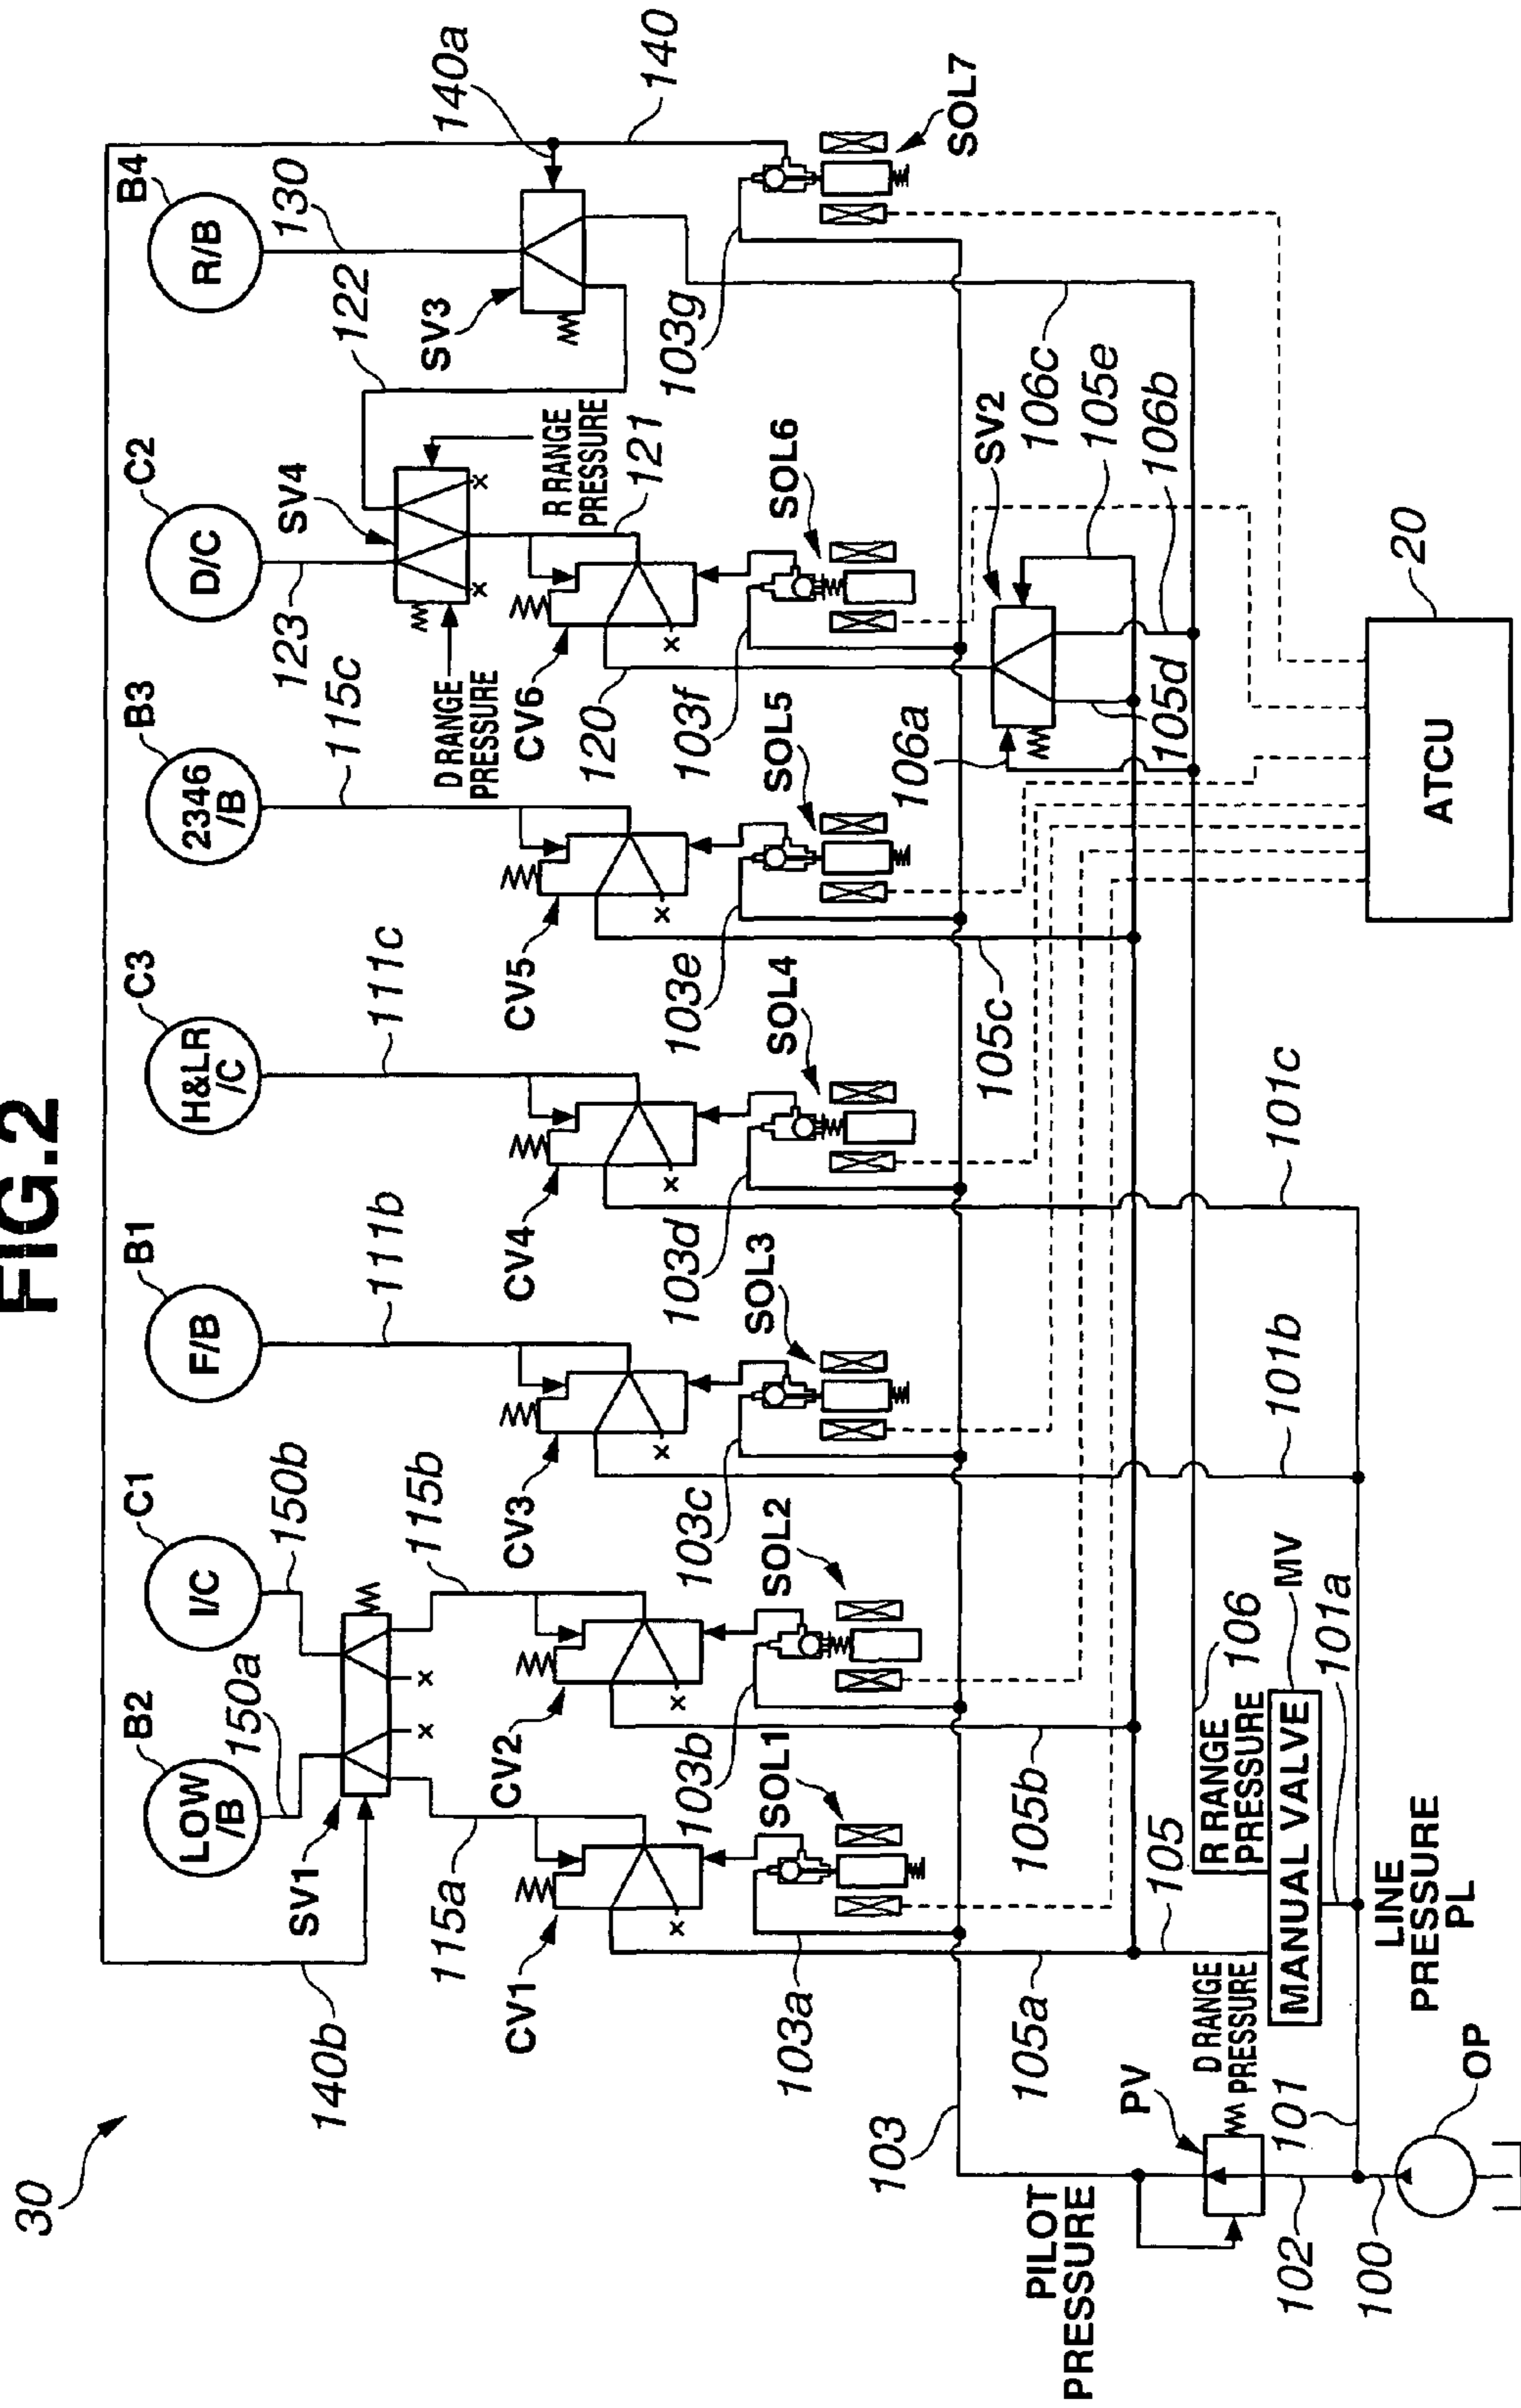 FIG.2
30
B2
LOW
/B
150a
C1
I/C
150b
B1
F/B
111b
C3
H&LR
/C
111c
B3
2346
/B
115c
C2
D/C
123
B4
R/B
130
SV1
140b
115a
115b
SV4
122
SV3
140a
140
D RANGE
PRESSURE
R RANGE
PRESSURE
121
x
x
x
x
CV1
x
CV2
x
CV3
x
CV4
x
CV5
x
CV6
x
103a
SOL1
103b
SOL2
103c
SOL3
103d
SOL4
103e
SOL5
120
103f
SOL6
103g
SOL7
103
106a
SV2
PILOT
PRESSURE
105a
105b
105c
105d
106c
105e
106b
PV
105
D RANGE
PRESSURE
R RANGE
PRESSURE
106
MV
MANUAL VALVE
101a
101b
101c
102
101
100
OP
LINE
PRESSURE
PL
20
ATCU